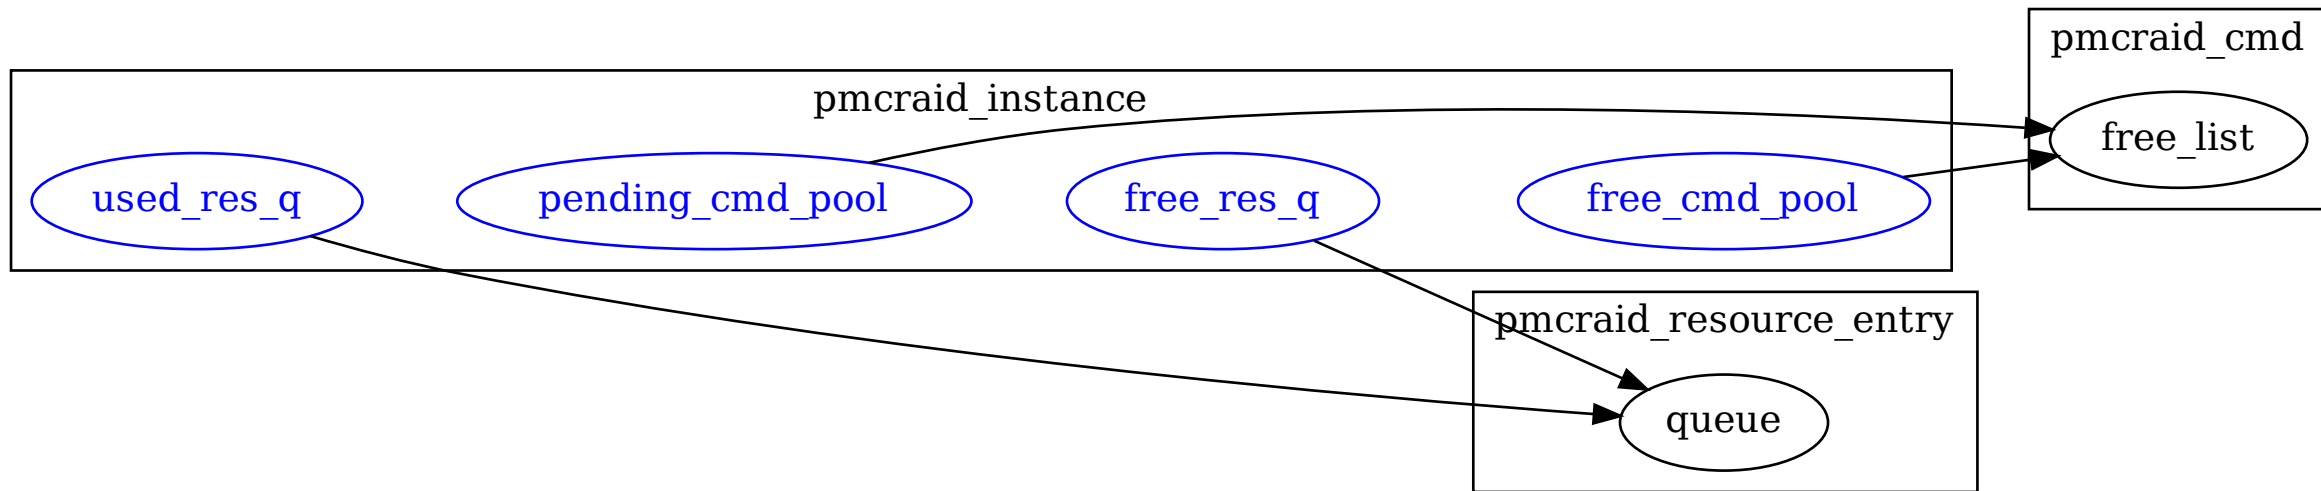 pmcraid_cmd
free_list
pmcraid_instance
used_res_q
pending_cmd_pool
free_res_q
free_cmd_pool
pmcraid_resource_entry
queue